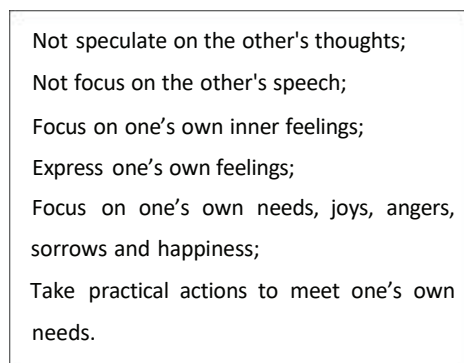 Not speculate on the other's thoughts;
Not focus on the other's speech;
Focus on one’s own inner feelings;
Express one’s own feelings;
Focus on one’s own needs, joys, angers,
sorrows and happiness;
Take practical actions to meet one’s own
needs.